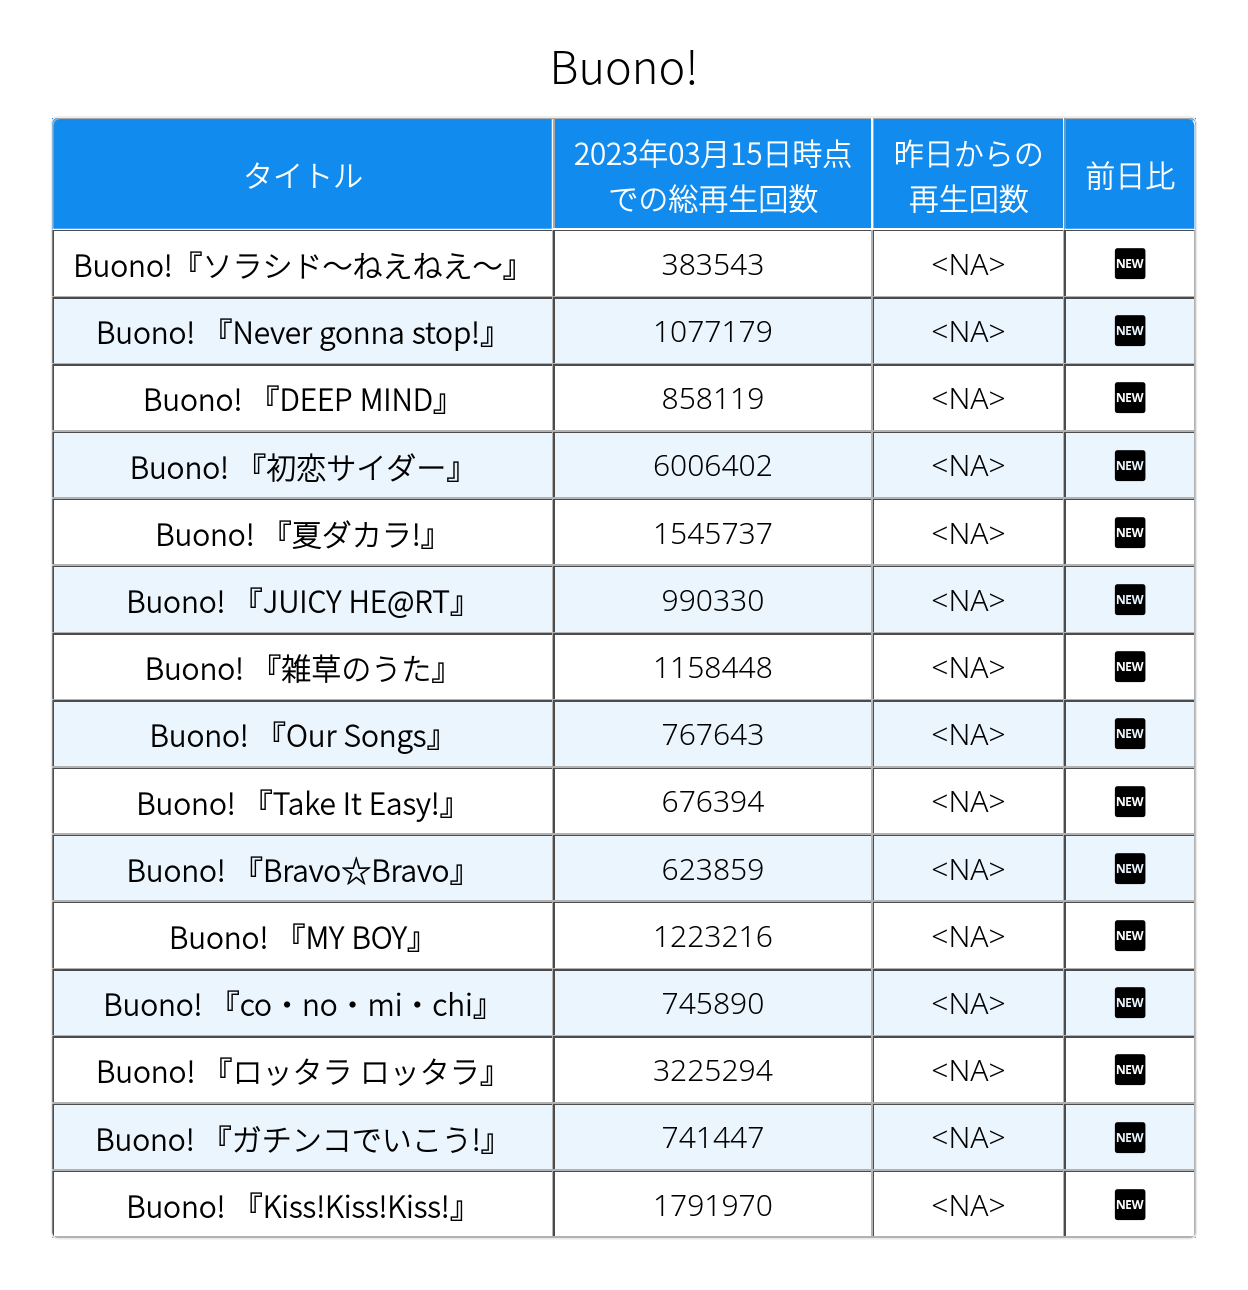 Buono!
タイトル
2023年03月15日時点
での総再生回数
昨日からの
再生回数
前日比
Buono!『ソラシド〜ねえねえ〜』 383543 <NA> NEW
Buono! 『Never gonna stop!』 1077179 <NA> NEW
Buono! 『DEEP MIND』 858119 <NA> NEW
Buono! 『初恋サイダー』 6006402 <NA> NEW
Buono! 『夏ダカラ!』 1545737 <NA> NEW
Buono! 『JUICY HE@RT』 990330 <NA> NEW
Buono! 『雑草のうた』 1158448 <NA> NEW
Buono! 『Our Songs』 767643 <NA> NEW
Buono! 『Take It Easy!』 676394 <NA> NEW
Buono! 『Bravo☆Bravo』 623859 <NA> NEW
Buono! 『MY BOY』 1223216 <NA> NEW
Buono! 『co・no・mi・chi』 745890 <NA> NEW
Buono! 『ロッタラ ロッタラ』 3225294 <NA> NEW
Buono! 『ガチンコでいこう!』 741447 <NA> NEW
Buono! 『Kiss!Kiss!Kiss!』 1791970 <NA> NEW